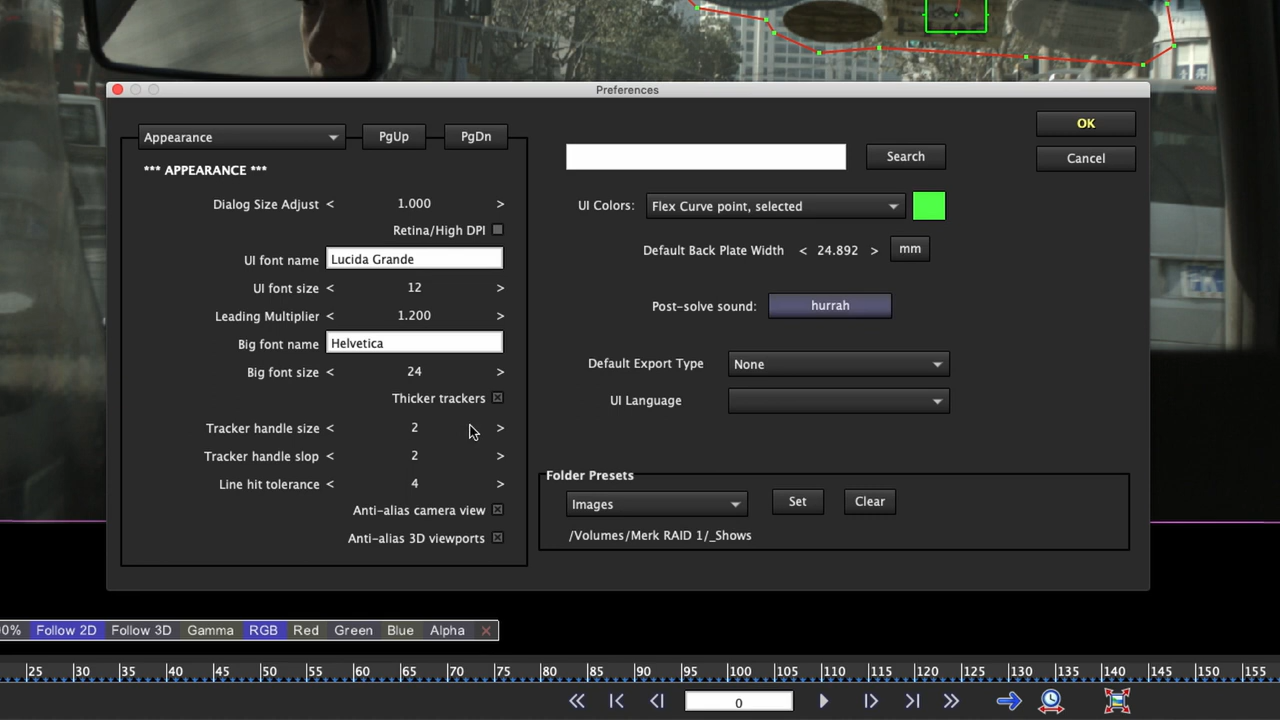 Preferences
Appearance
PgUp
PgDn
*** APPEARANCE ***
Dialog Size Adjust < 1.000 >
Retina/High DPI
UI font name Lucida Grande
UI font size < 12 >
Leading Multiplier < 1.200 >
Big font name Helvetica
Big font size < 24 >
Thicker trackers
Tracker handle size < 2 >
Tracker handle slop < 2 >
Line hit tolerance < 4 >
Anti-alias camera view
Anti-alias 3D viewports
Search
UI Colors: Flex Curve point, selected
Default Back Plate Width < 24.892 > mm
Post-solve sound: hurrah
Default Export Type None
UI Language
Folder Presets
Images Set Clear
/Volumes/Merk RAID 1/_Shows
OK
Cancel
00% Follow 2D Follow 3D Gamma RGB Red Green Blue Alpha
25 30 35 40 45 50 55 60 65 70 75 80 85 90 95 100 105 110 115 120 125 130 135 140 145 150 155
0